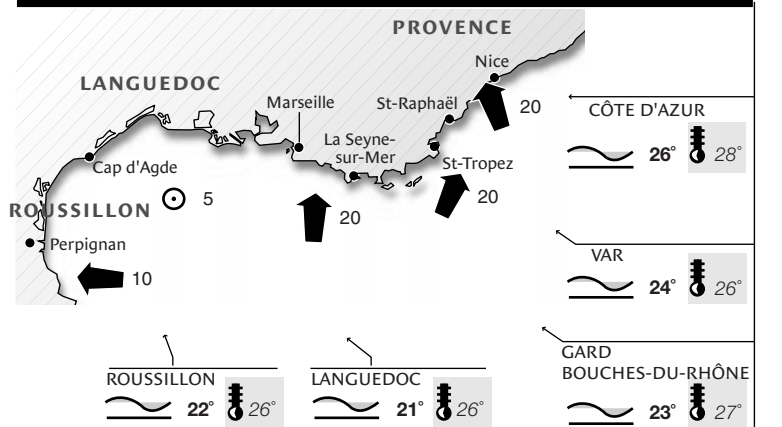 PROVENCE
Nice
LANGUEDOC
Marseille
St-Raphaël
20
CÔTE D'AZUR
26° 28°
La Seyne-
sur-Mer
Cap d'Agde
St-Tropez
20
5
ROUSSILLON
20
Perpignan
10
VAR
24° 26°
GARD
BOUCHES-DU-RHÔNE
23° 27°
ROUSSILLON
22° 26°
LANGUEDOC
21° 26°